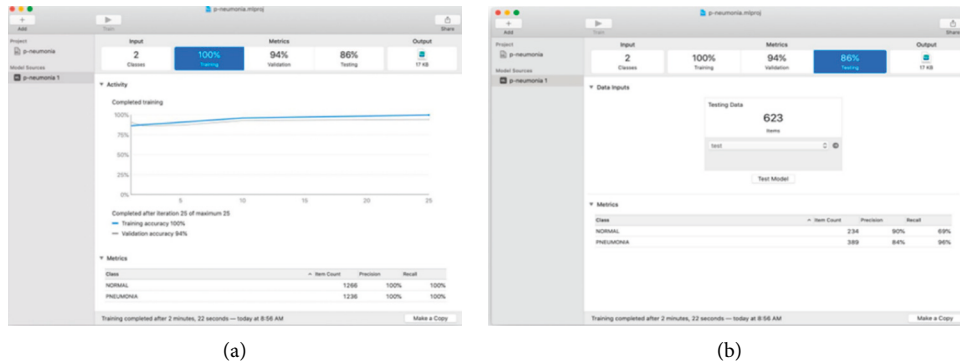 p-neumonia.mlproj
Add Train Share
Project
p-neumonia
Model Sources
p-neumonia 1
Input Metrics Output
2 100% 94% 86%
Classes Training Validation Testing 17 KB
Activity
Completed training
100%
75%
50%
25%
0%
5 10 15 20 25
Completed after iteration 25 of maximum 25
Training accuracy 100%
Validation accuracy 94%
Metrics
Class Item Count Precision Recall
NORMAL 1266 100% 100%
PNEUMONIA 1236 100% 100%
Training completed after 2 minutes, 22 seconds — today at 8:56 AM Make a Copy
(a)
p-neumonia.mlproj
Add Train Share
Project
p-neumonia
Model Sources
p-neumonia 1
Input Metrics Output
2 100% 94% 86%
Classes Training Validation Testing 17 KB
Data Inputs
Testing Data
623
Items
test
Test Model
Metrics
Class Item Count Precision Recall
NORMAL 234 90% 69%
PNEUMONIA 389 84% 96%
Training completed after 2 minutes, 22 seconds — today at 8:56 AM Make a Copy
(b)